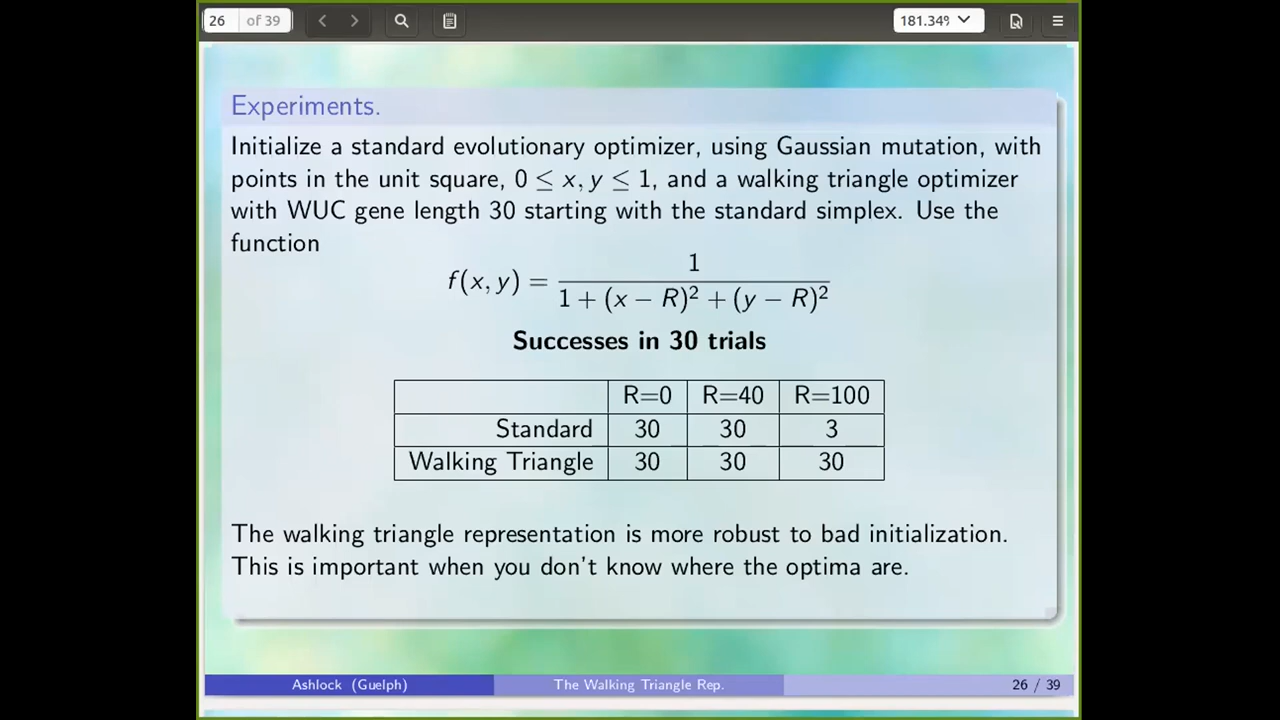 26 of 39 181.34%
Experiments.
Initialize a standard evolutionary optimizer, using Gaussian mutation, with
points in the unit square, 0 ≤ x, y ≤ 1, and a walking triangle optimizer
with WUC gene length 30 starting with the standard simplex. Use the
function
f(x, y) = 1 / (1 + (x − R)² + (y − R)²)
Successes in 30 trials
R=0 R=40 R=100
Standard 30 30 3
Walking Triangle 30 30 30
The walking triangle representation is more robust to bad initialization.
This is important when you don't know where the optima are.
Ashlock (Guelph) The Walking Triangle Rep. 26 / 39